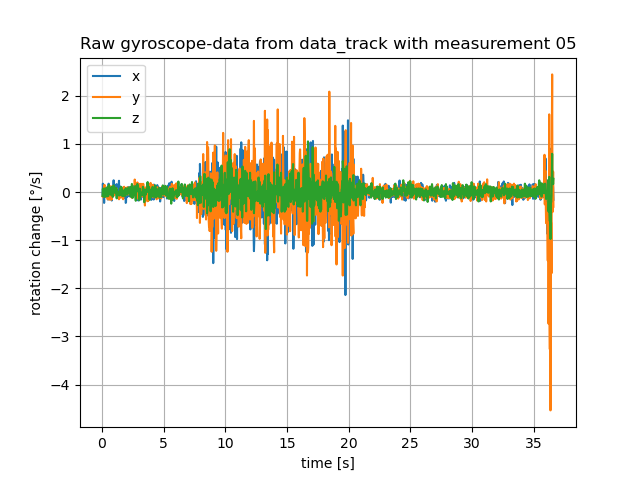 Raw gyroscope-data from data_track with measurement 05
x
y
z
2
1
0
−1
−2
−3
−4
rotation change [°/s]
0 5 10 15 20 25 30 35
time [s]